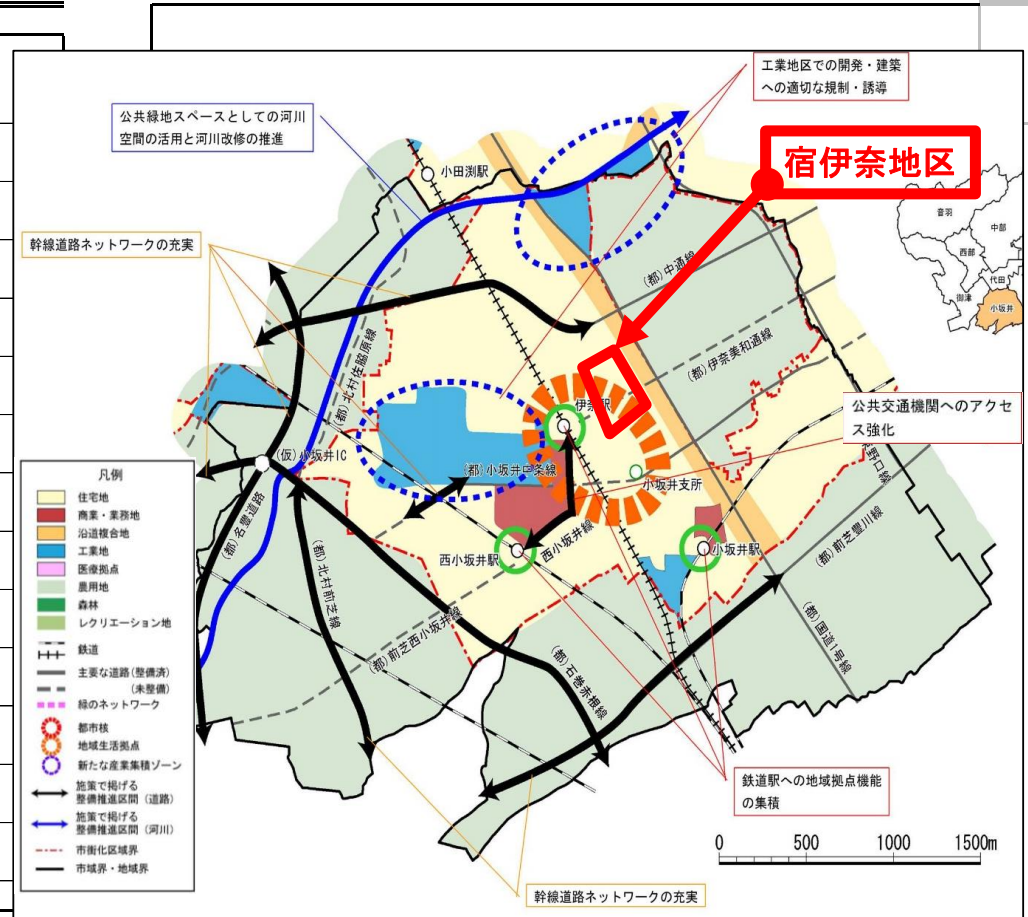 工業地区での開発・建築
への適切な規制・誘導
公共緑地スペースとしての河川
空間の活用と河川改修の推進
宿伊奈地区
小田渕駅
音羽
中部
西部
代田
御津
小坂井
幹線道路ネットワークの充実
(都)中通線
(都)伊奈美和通線
(都)北村佐脇原線
伊奈駅
公共交通機関へのアクセ
ス強化
(仮)小坂井IC
(都)小坂井中条線
小坂井支所
野口線
(都)名豊道路
(都)北村前芝線
西小坂井駅
西小坂井線
小坂井駅
(都)前芝豊川線
(都)前芝西小坂井線
(都)石巻赤根線
(都)国道1号線
凡例
住宅地
商業・業務地
沿道複合地
工業地
医療拠点
農用地
森林
レクリエーション地
鉄道
主要な道路(整備済)
(未整備)
緑のネットワーク
都市核
地域生活拠点
新たな産業集積ゾーン
施策で掲げる
整備推進区間(道路)
施策で掲げる
整備推進区間(河川)
市街化区域界
市域界・地域界
鉄道駅への地域拠点機能
の集積
0 500 1000 1500m
幹線道路ネットワークの充実